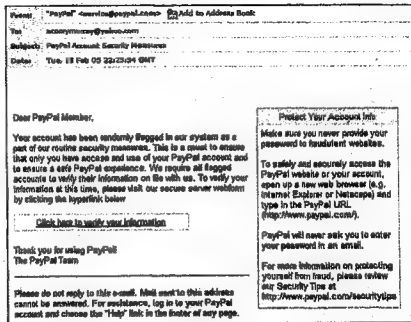 From: "PayPal" <service@paypal.com> Add to Address Book
To:
Subject: PayPal Account Security Measures
Date: Tue, Feb 05 GMT
Dear PayPal Member,
Your account has been randomly flagged in our system as a
part of our routine security measures. This is a must to ensure
that only you have access and use of your PayPal account and
to ensure a safe PayPal experience. We require all flagged
accounts to verify their information on file with us. To verify your
information at this time, please visit our secure server webform
by clicking the hyperlink below
Click here to verify your information
Thank you for using PayPal!
The PayPal Team
Please do not reply to this e-mail. Mail sent to this address
cannot be answered. For assistance, log in to your PayPal
account and choose the "Help" link in the footer of any page.
Protect Your Account Info
Make sure you never provide your
password to fraudulent websites.
To safely and securely access the
PayPal website or your account,
open up a new web browser (e.g.
Internet Explorer or Netscape) and
type in the PayPal URL
(http://www.paypal.com/).
PayPal will never ask you to enter
your password in an email.
For more information on protecting
yourself from fraud, please review
our Security Tips at
http://www.paypal.com/securitytips